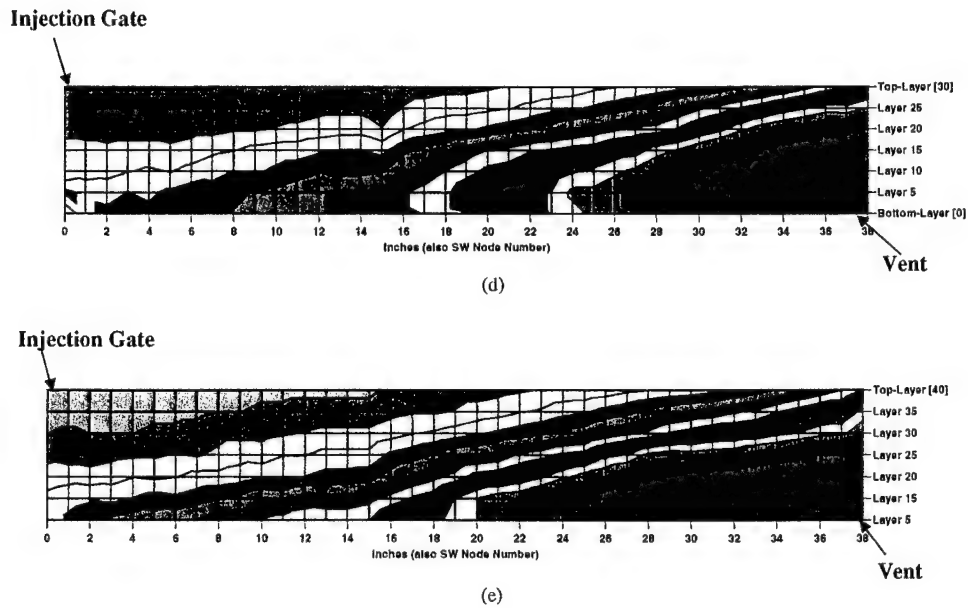 Injection Gate
Top-Layer [30]
Layer 25
Layer 20
Layer 15
Layer 10
Layer 5
Bottom-Layer [0]
0 2 4 6 8 10 12 14 16 18 20 22 24 26 28 30 32 34 36 38
Inches (also SW Node Number)
Vent
(d)
Injection Gate
Top-Layer [40]
Layer 35
Layer 30
Layer 25
Layer 20
Layer 15
Layer 5
0 2 4 6 8 10 12 14 16 18 20 22 24 26 28 30 32 34 36 38
Inches (also SW Node Number)
Vent
(e)